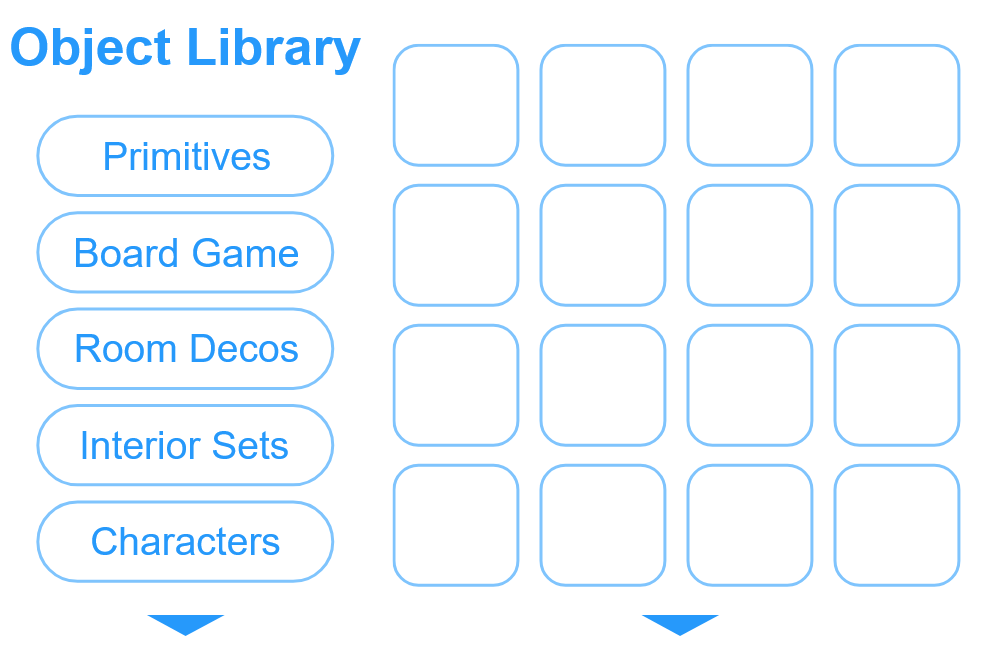 Object Library
Primitives
Board Game
Room Decos
Interior Sets
Characters